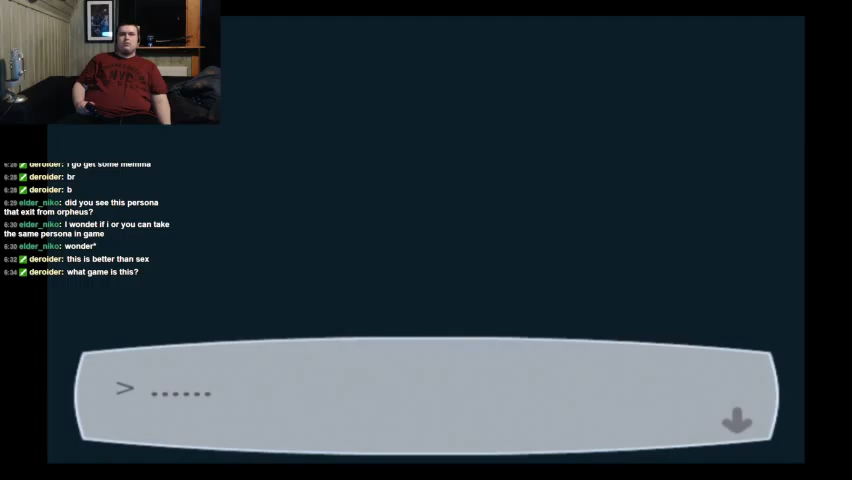 NYC
6:28 deroider: I go get some memma
6:28 deroider: br
6:28 deroider: b
6:29 elder_niko: did you see this persona
that exit from orpheus?
6:30 elder_niko: I wondet if i or you can take
the same persona in game
6:30 elder_niko: wonder*
6:32 deroider: this is better than sex
6:34 deroider: what game is this?
> ......